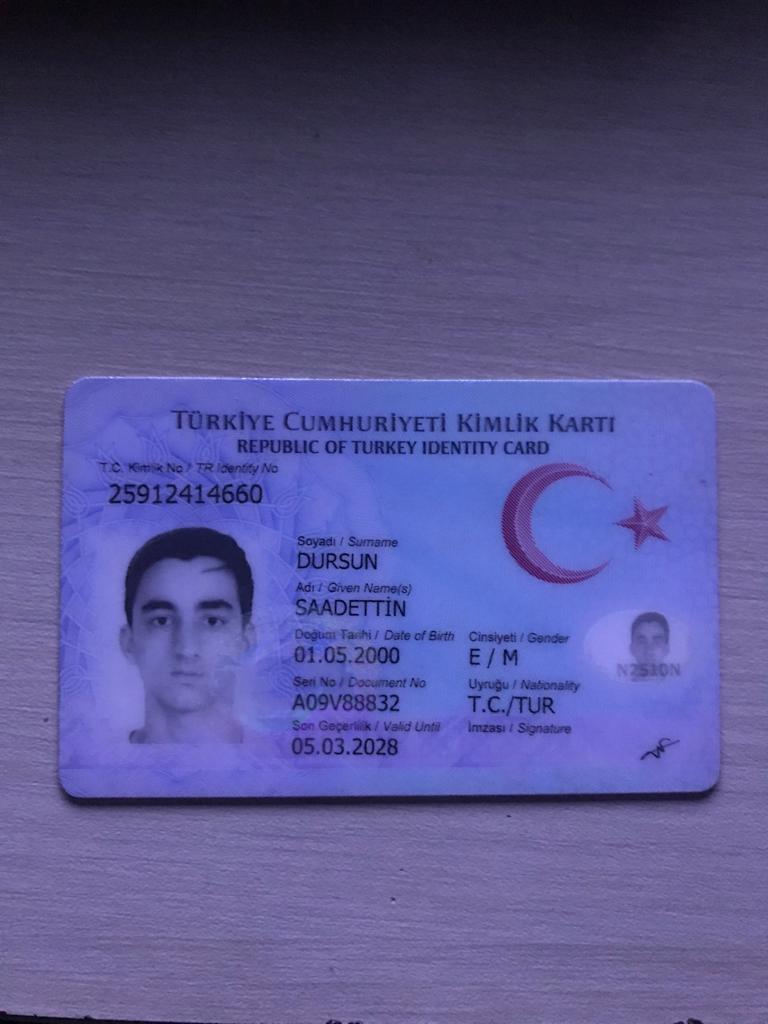 TÜRKİYE CUMHURİYETİ KİMLİK KARTI
REPUBLIC OF TURKEY IDENTITY CARD
T.C. Kimlik No / TR Identity No
25912414660
Soyadı / Surname
DURSUN
Adı / Given Name(s)
SAADETTİN
Doğum Tarihi / Date of Birth Cinsiyeti / Gender
01.05.2000 E / M
Seri No / Document No Uyruğu / Nationality
A09V88832 T.C./TUR
Son Geçerlilik / Valid Until İmzası / Signature
05.03.2028